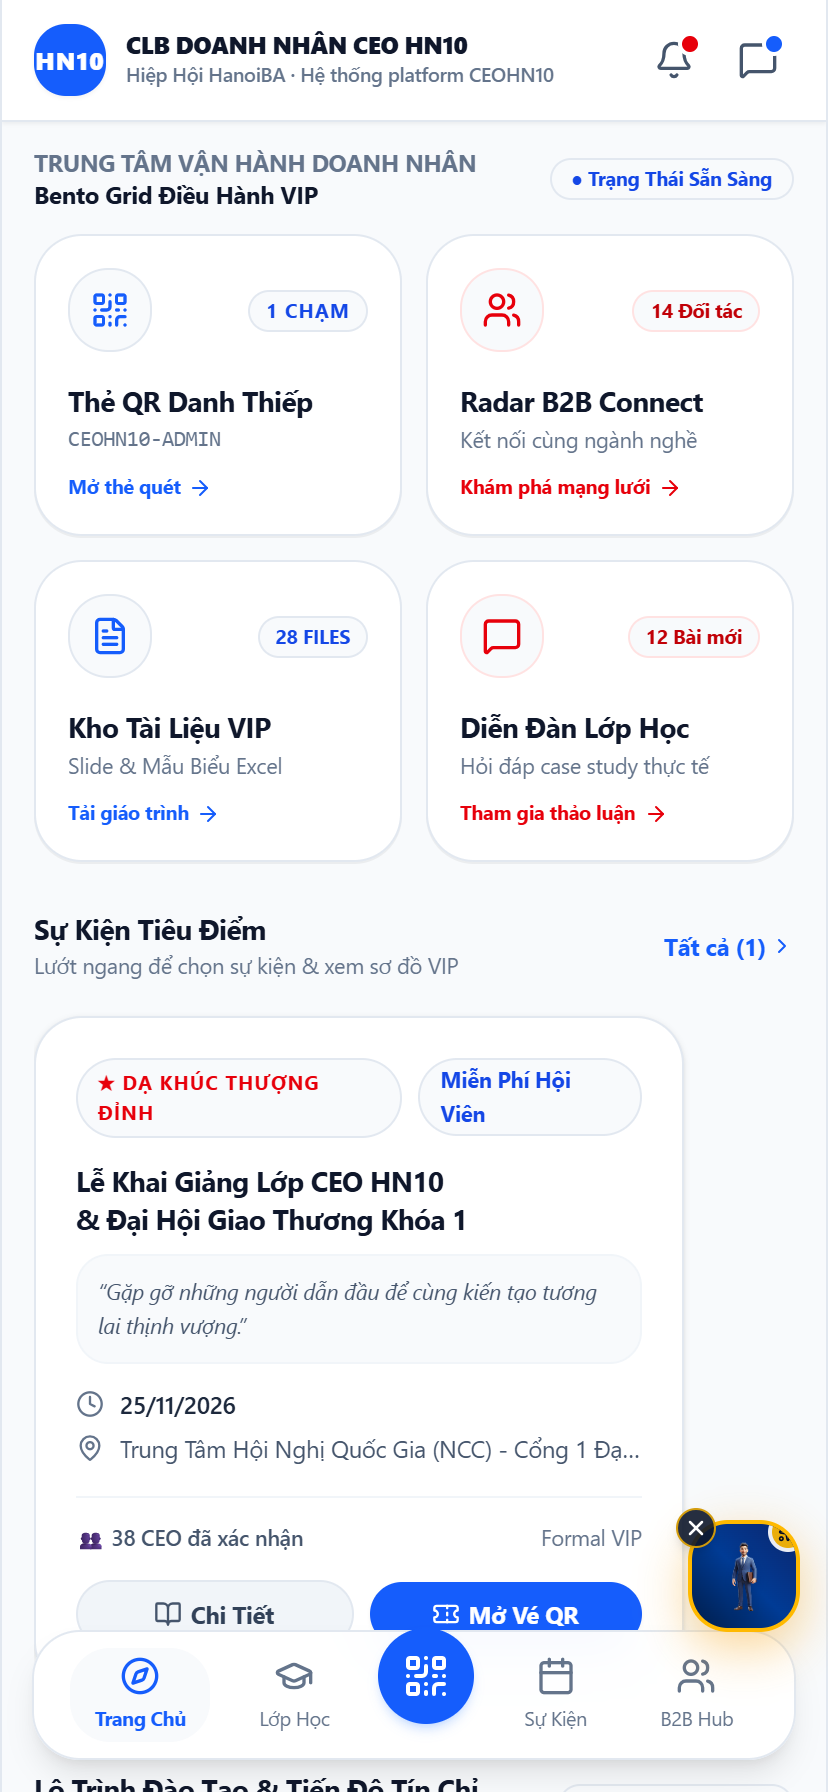 HN10
CLB DOANH NHÂN CEO HN10
Hiệp Hội HanoiBA · Hệ thống platform CEOHN10
TRUNG TÂM VẬN HÀNH DOANH NHÂN
Bento Grid Điều Hành VIP
● Trạng Thái Sẵn Sàng
1 CHẠM
Thẻ QR Danh Thiếp
CEOHN10-ADMIN
Mở thẻ quét →
14 Đối tác
Radar B2B Connect
Kết nối cùng ngành nghề
Khám phá mạng lưới →
28 FILES
Kho Tài Liệu VIP
Slide & Mẫu Biểu Excel
Tải giáo trình →
12 Bài mới
Diễn Đàn Lớp Học
Hỏi đáp case study thực tế
Tham gia thảo luận →
Sự Kiện Tiêu Điểm
Lướt ngang để chọn sự kiện & xem sơ đồ VIP
Tất cả (1)
★ DẠ KHÚC THƯỢNG
ĐỈNH
Miễn Phí Hội
Viên
Lễ Khai Giảng Lớp CEO HN10
& Đại Hội Giao Thương Khóa 1
“Gặp gỡ những người dẫn đầu để cùng kiến tạo tương
lai thịnh vượng.”
25/11/2026
Trung Tâm Hội Nghị Quốc Gia (NCC) - Cổng 1 Đạ...
38 CEO đã xác nhận
Formal VIP
Chi Tiết
Mở Vé QR
Trang Chủ
Lớp Học
Sự Kiện
B2B Hub
Lộ Trình Đào Tạo & Tiến Độ Tín Chỉ